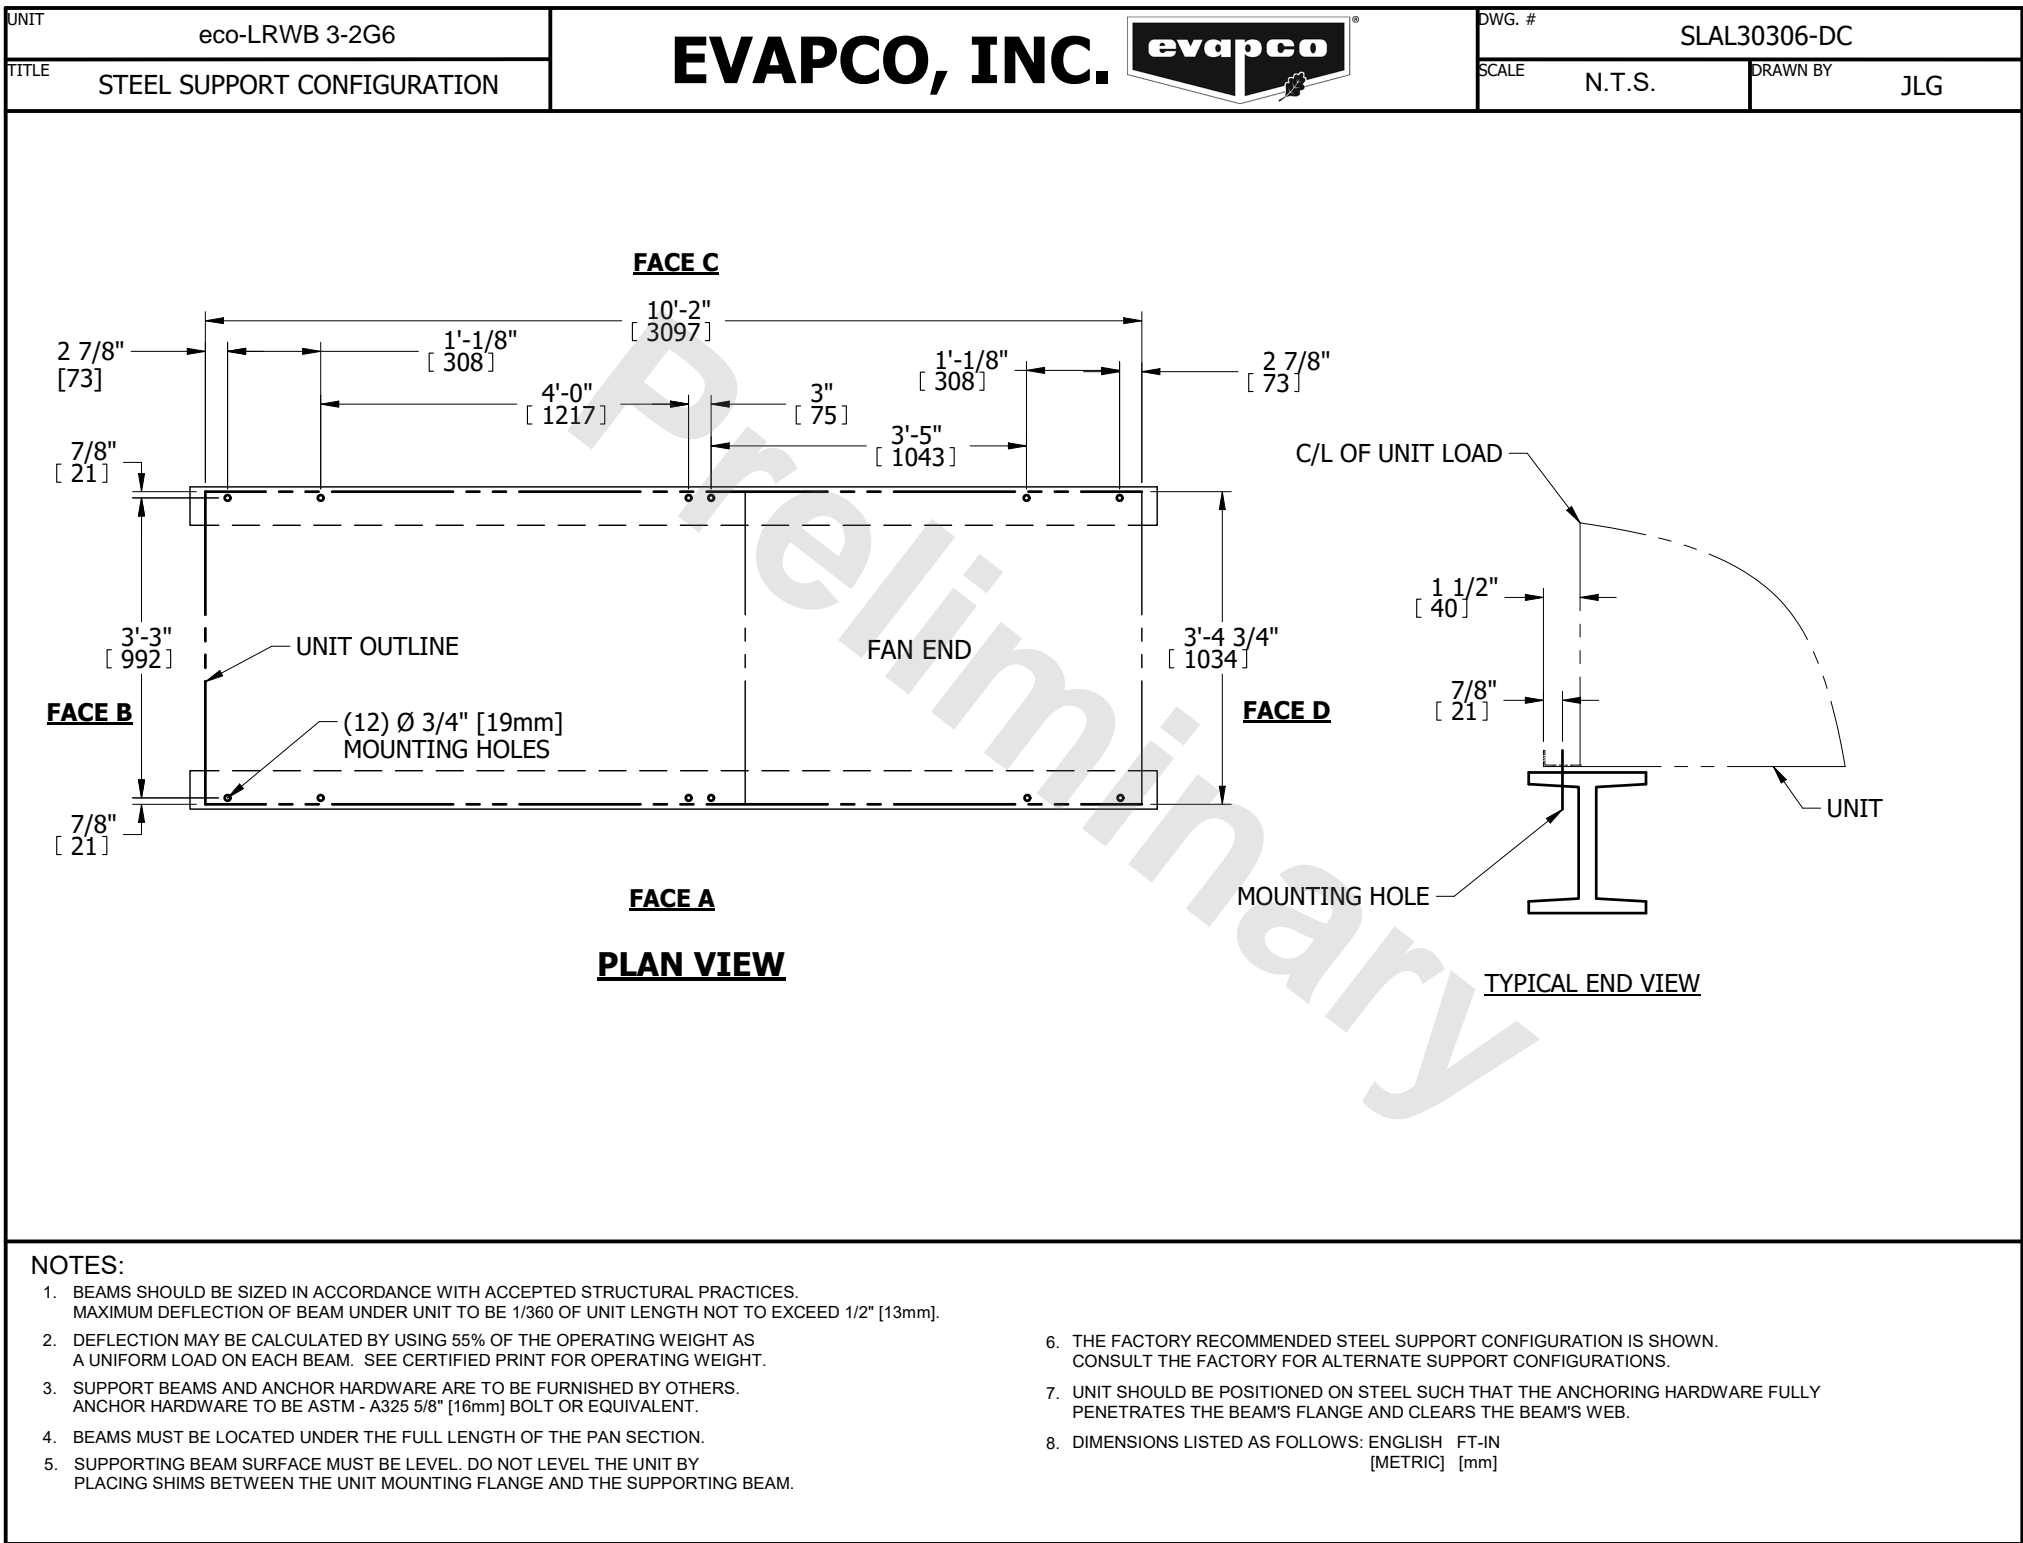 UNIT
eco-LRWB 3-2G6
TITLE
STEEL SUPPORT CONFIGURATION
EVAPCO, INC.
evapco
®
DWG. #
SLAL30306-DC
SCALE
N.T.S.
DRAWN BY
JLG
FACE C
10'-2"
[ 3097]
2 7/8"
[73]
1'-1/8"
[ 308]
1'-1/8"
[ 308]
2 7/8"
[ 73]
4'-0"
[ 1217]
3"
[ 75]
3'-5"
[ 1043]
7/8"
[ 21]
3'-3"
[ 992]
UNIT OUTLINE
FAN END
3'-4 3/4"
[ 1034]
FACE B
(12) Ø 3/4" [19mm]
MOUNTING HOLES
FACE D
7/8"
[ 21]
FACE A
PLAN VIEW
C/L OF UNIT LOAD
1 1/2"
[ 40]
7/8"
[ 21]
UNIT
MOUNTING HOLE
TYPICAL END VIEW
Preliminary
NOTES:
1. BEAMS SHOULD BE SIZED IN ACCORDANCE WITH ACCEPTED STRUCTURAL PRACTICES.
MAXIMUM DEFLECTION OF BEAM UNDER UNIT TO BE 1/360 OF UNIT LENGTH NOT TO EXCEED 1/2" [13mm].
2. DEFLECTION MAY BE CALCULATED BY USING 55% OF THE OPERATING WEIGHT AS
A UNIFORM LOAD ON EACH BEAM. SEE CERTIFIED PRINT FOR OPERATING WEIGHT.
3. SUPPORT BEAMS AND ANCHOR HARDWARE ARE TO BE FURNISHED BY OTHERS.
ANCHOR HARDWARE TO BE ASTM - A325 5/8" [16mm] BOLT OR EQUIVALENT.
4. BEAMS MUST BE LOCATED UNDER THE FULL LENGTH OF THE PAN SECTION.
5. SUPPORTING BEAM SURFACE MUST BE LEVEL. DO NOT LEVEL THE UNIT BY
PLACING SHIMS BETWEEN THE UNIT MOUNTING FLANGE AND THE SUPPORTING BEAM.
6. THE FACTORY RECOMMENDED STEEL SUPPORT CONFIGURATION IS SHOWN.
CONSULT THE FACTORY FOR ALTERNATE SUPPORT CONFIGURATIONS.
7. UNIT SHOULD BE POSITIONED ON STEEL SUCH THAT THE ANCHORING HARDWARE FULLY
PENETRATES THE BEAM'S FLANGE AND CLEARS THE BEAM'S WEB.
8. DIMENSIONS LISTED AS FOLLOWS: ENGLISH FT-IN
[METRIC] [mm]